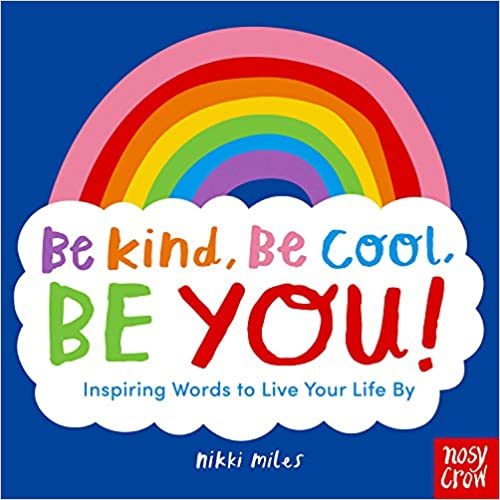 Be kind, Be cool,
BE YOU!
Inspiring Words to Live Your Life By
nikki miles
nosy
crow